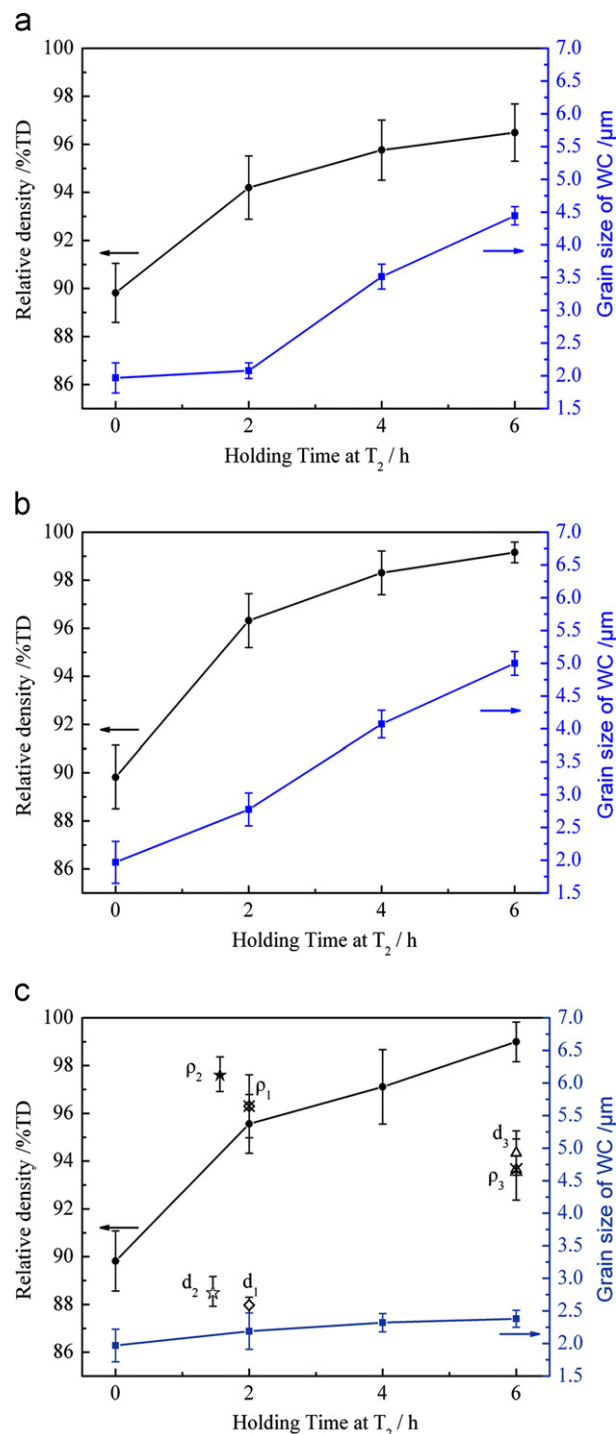 a
100
98
96
94
92
90
88
86
Relative density /%TD
7.0
6.5
6.0
5.5
5.0
4.5
4.0
3.5
3.0
2.5
2.0
1.5
Grain size of WC /μm
0 2 4 6
Holding Time at T₂ / h
b
100
98
96
94
92
90
88
86
Relative density /%TD
7.0
6.5
6.0
5.5
5.0
4.5
4.0
3.5
3.0
2.5
2.0
1.5
Grain size of WC /μm
0 2 4 6
Holding Time at T₂ / h
c
100
98
96
94
92
90
88
86
Relative density /%TD
ρ₂
ρ₁
d₃
ρ₃
d₂
d₁
7.0
6.5
6.0
5.5
5.0
4.5
4.0
3.5
3.0
2.5
2.0
1.5
Grain size of WC /μm
0 2 4 6
Holding Time at T₂ / h